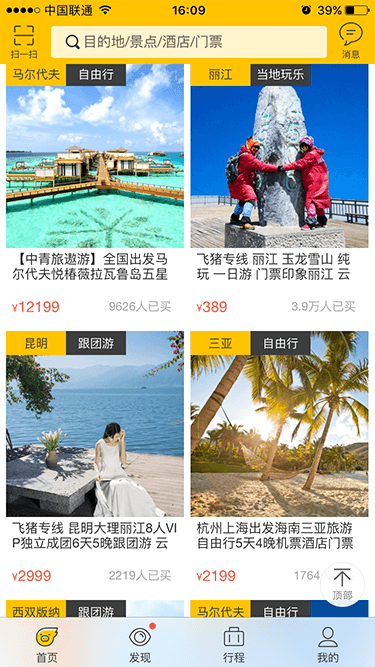 中国联通
16:09
39%
扫一扫
目的地/景点/酒店/门票
消息
马尔代夫 自由行
丽江 当地玩乐
【中青旅遨游】全国出发马
尔代夫悦椿薇拉瓦鲁岛五星
¥12199 9626人已买
飞猪专线 丽江 玉龙雪山 纯
玩 一日游 门票印象丽江 云
¥389 3.9万人已买
昆明 跟团游
三亚 自由行
飞猪专线 昆明大理丽江8人VI
P独立成团6天5晚跟团游 云
¥2999 2219人已买
杭州上海出发海南三亚旅游
自由行5天4晚机票酒店门票
¥2199 1764
顶部
西双版纳 跟团游
马尔代夫 自由行
首页
发现
行程
我的